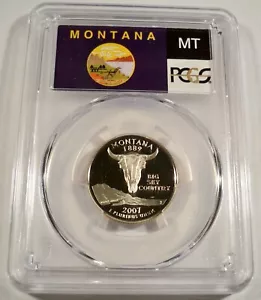 MONTANA
MT
PCGS
MONTANA
1889
BIG
SKY
COUNTRY
2007
E PLURIBUS UNUM